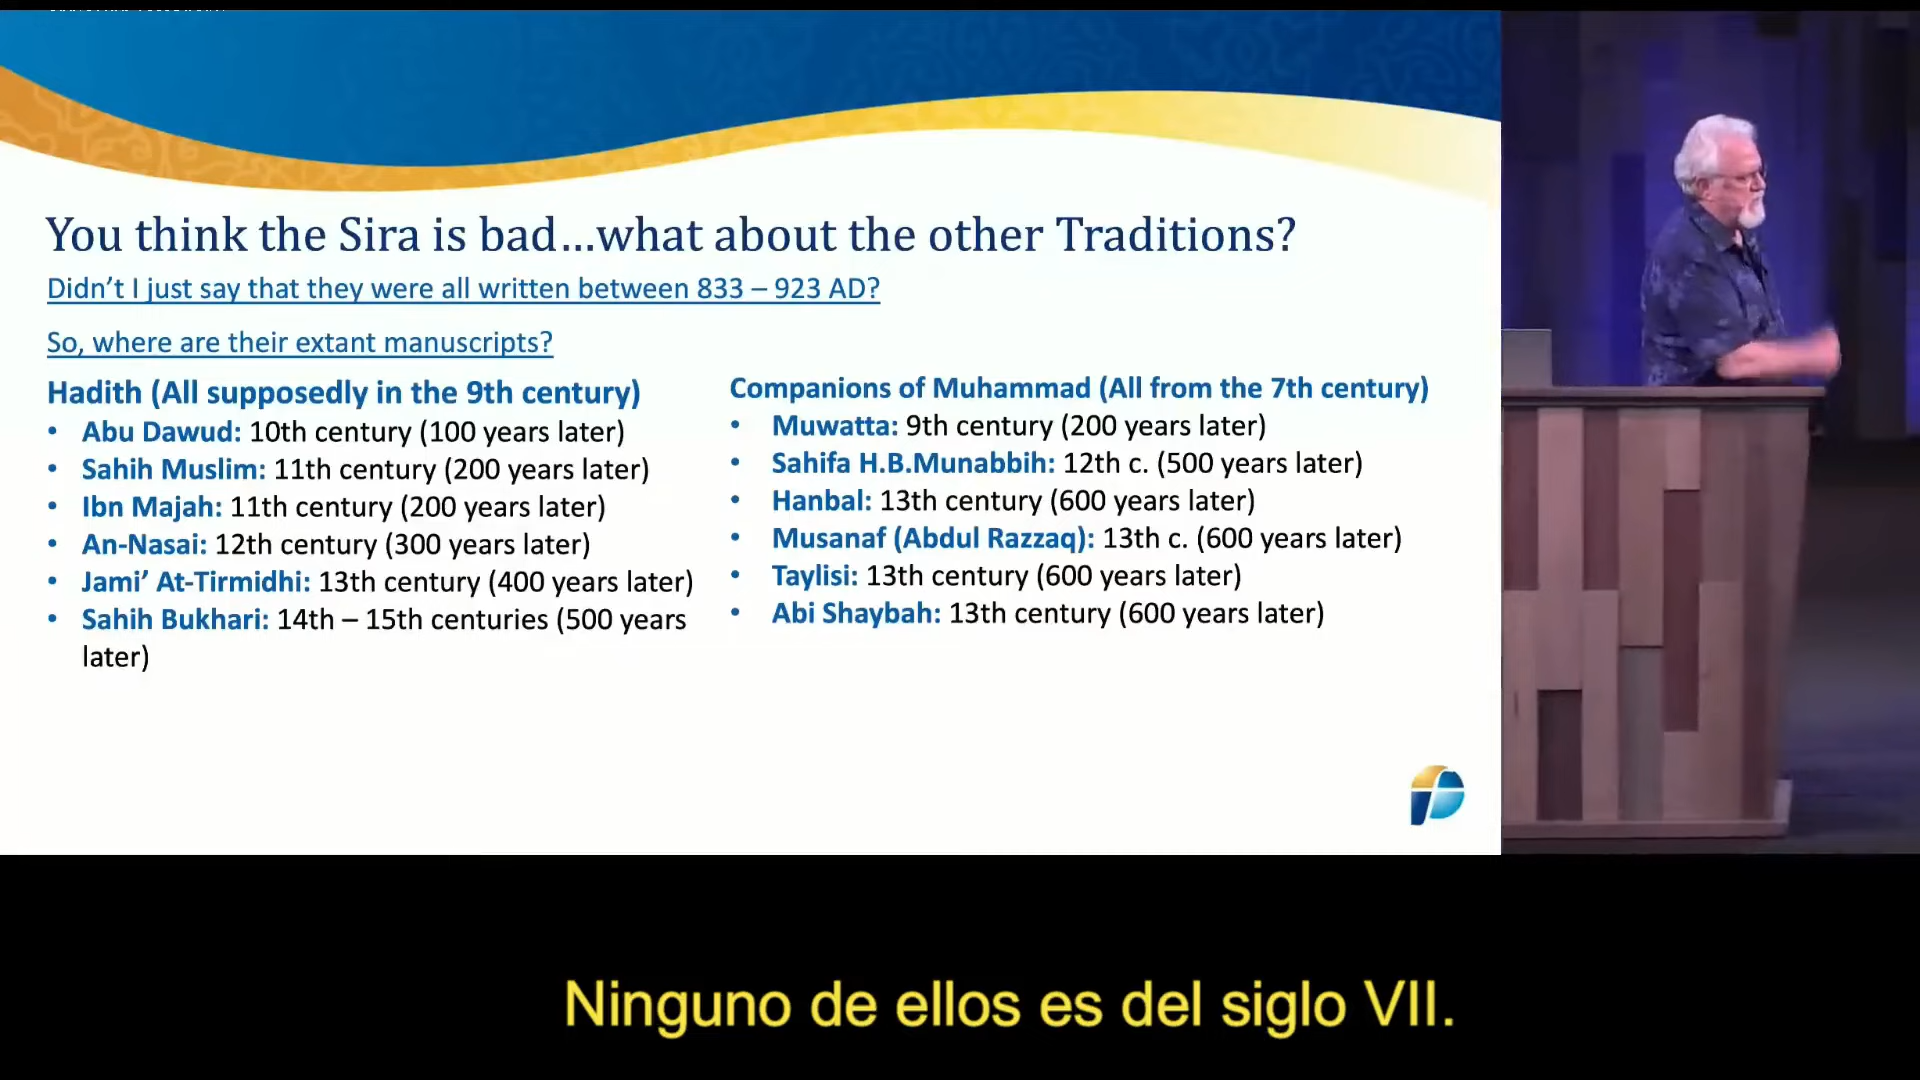 You think the Sira is bad...what about the other Traditions?
Didn't I just say that they were all written between 833 – 923 AD?
So, where are their extant manuscripts?
Hadith (All supposedly in the 9th century)
• Abu Dawud: 10th century (100 years later)
• Sahih Muslim: 11th century (200 years later)
• Ibn Majah: 11th century (200 years later)
• An-Nasai: 12th century (300 years later)
• Jami' At-Tirmidhi: 13th century (400 years later)
• Sahih Bukhari: 14th – 15th centuries (500 years
later)
Companions of Muhammad (All from the 7th century)
• Muwatta: 9th century (200 years later)
• Sahifa H.B.Munabbih: 12th c. (500 years later)
• Hanbal: 13th century (600 years later)
• Musanaf (Abdul Razzaq): 13th c. (600 years later)
• Taylisi: 13th century (600 years later)
• Abi Shaybah: 13th century (600 years later)
Ninguno de ellos es del siglo VII.